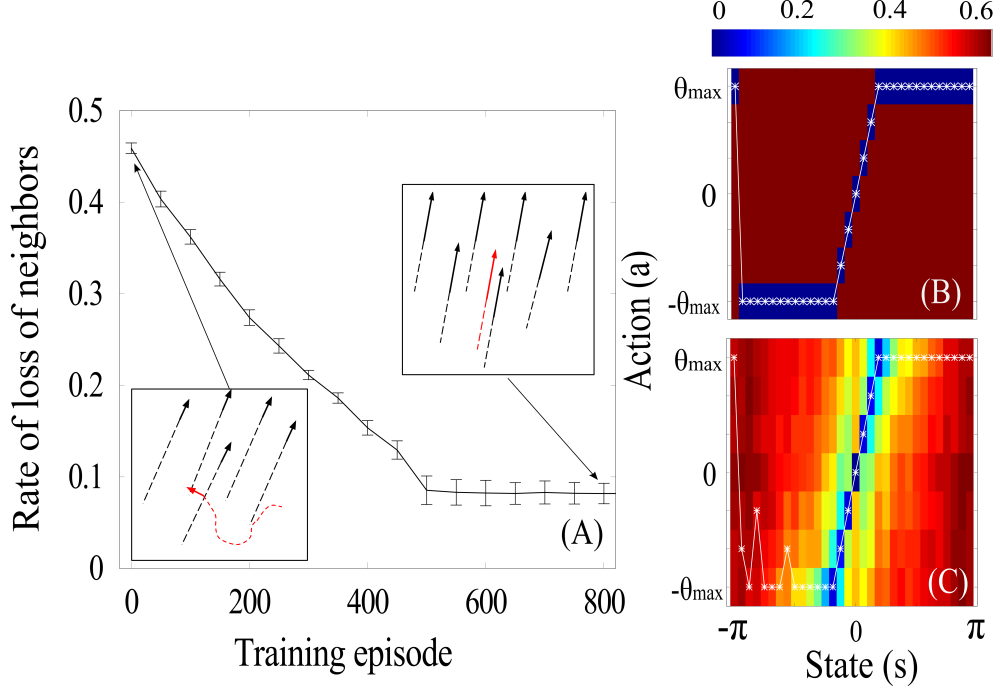 0 0.2 0.4 0.6
Rate of loss of neighbors
0.5
0.4
0.3
0.2
0.1
0
0 200 400 600 800
Training episode
(A)
Action (a)
θmax
0
-θmax
(B)
θmax
0
-θmax
(C)
-π 0 π
State (s)